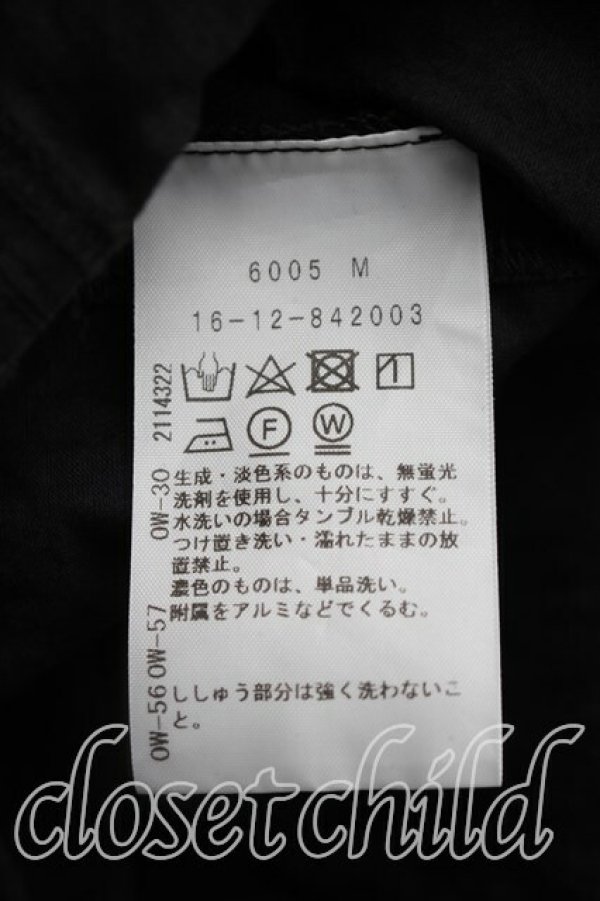 6005 M
16-12-842003
2114322
F
W
OW-30
生成・淡色系のものは、無蛍光
洗剤を使用し、十分にすすぐ。
水洗いの場合タンブル乾燥禁止。
つけ置き洗い・濡れたままの放
置禁止。
濃色のものは、単品洗い。
附属をアルミなどでくるむ。
OW-56 OW-57
ししゅう部分は強く洗わないこ
と。
closet child